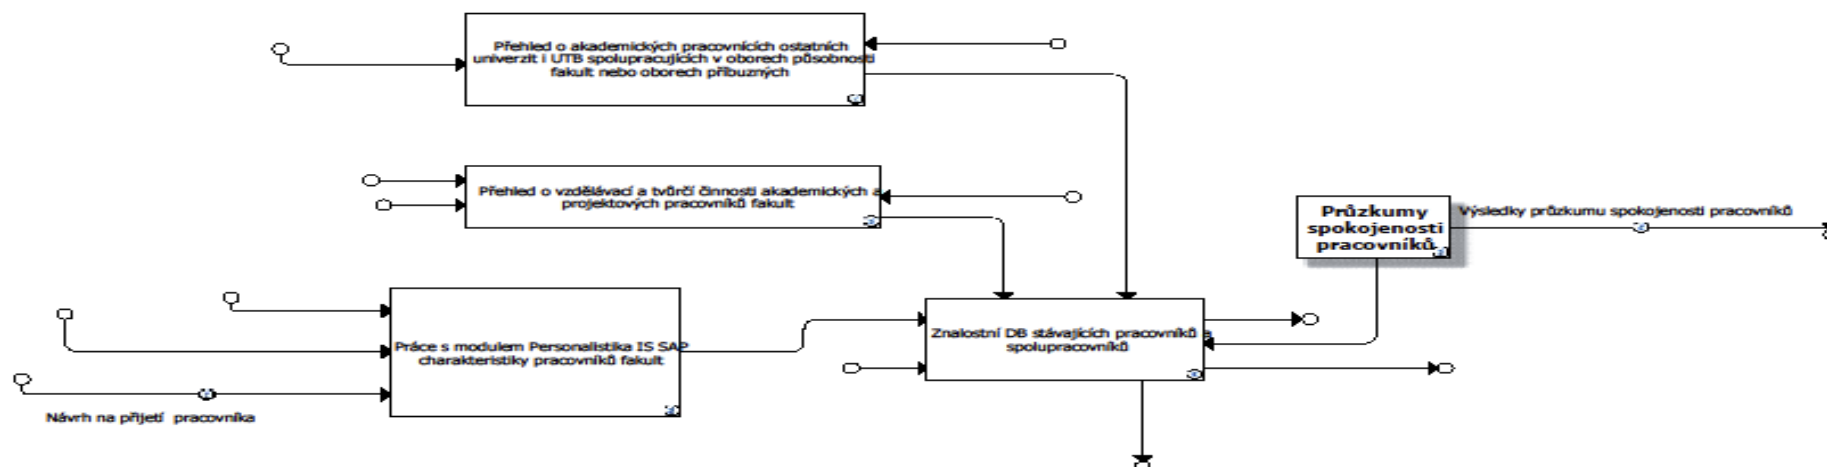 Přehled o akademických pracovnících ostatních
univerzit i UTB spolupracujících v oborech působnosti
fakult nebo oborech příbuzných
Přehled o vzdělávací a tvůrčí činnosti akademických a
projektových pracovníků fakult
Průzkumy
spokojenosti
pracovníků
Výsledky průzkumu spokojenosti pracovníků
Práce s modulem Personalistika IS SAP
charakteristiky pracovníků fakult
Znalostní DB stávajících pracovníků a
spolupracovníků
Návrh na přijetí pracovníka